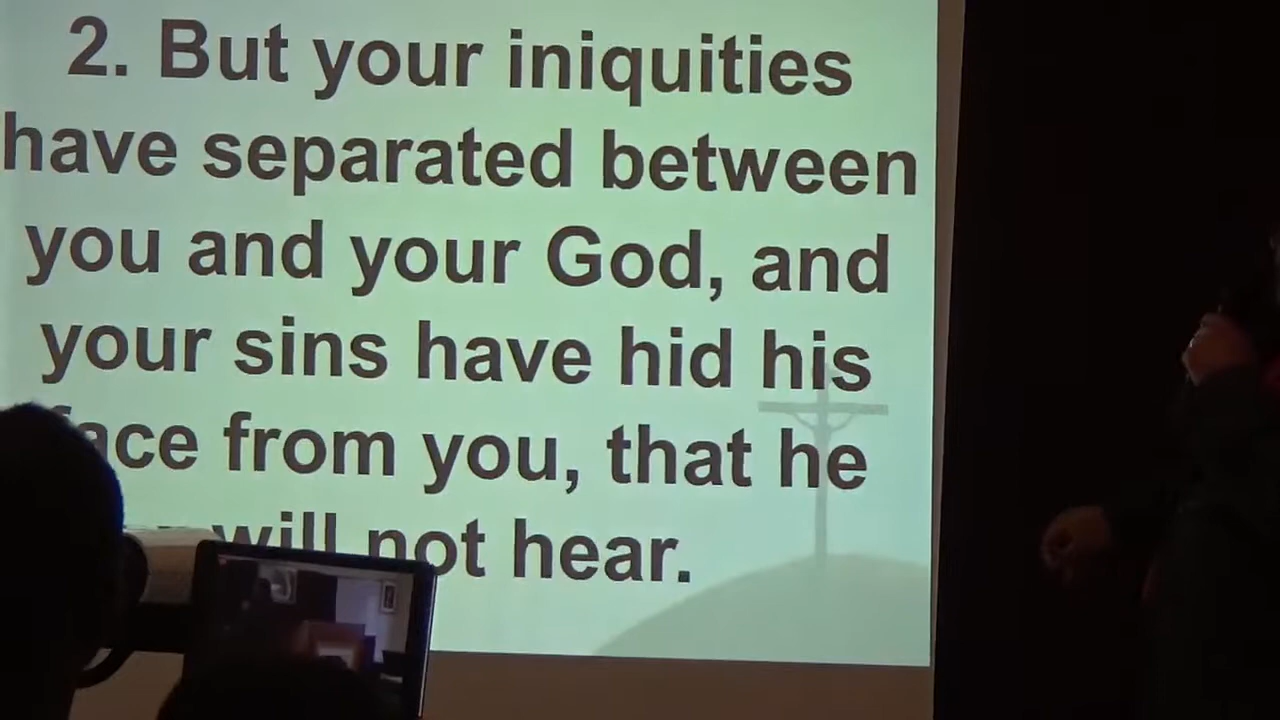 2. But your iniquities
have separated between
you and your God, and
your sins have hid his
face from you, that he
will not hear.